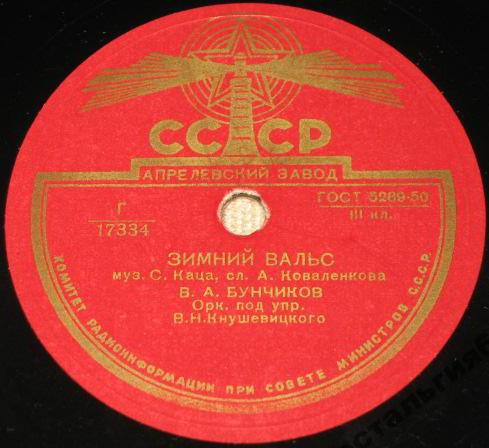 СССР
АПРЕЛЕВСКИЙ ЗАВОД
ГОСТ 5289-50
III кл.
Г
17334
ЗИМНИЙ ВАЛЬС
муз. С. Каца, сл. А. Коваленкова
В. А. БУНЧИКОВ
Орк. под упр.
В.Н.Кнушевицкого
КОМИТЕТ РАДИОИНФОРМАЦИИ ПРИ СОВЕТЕ МИНИСТРОВ С.С.С.Р.